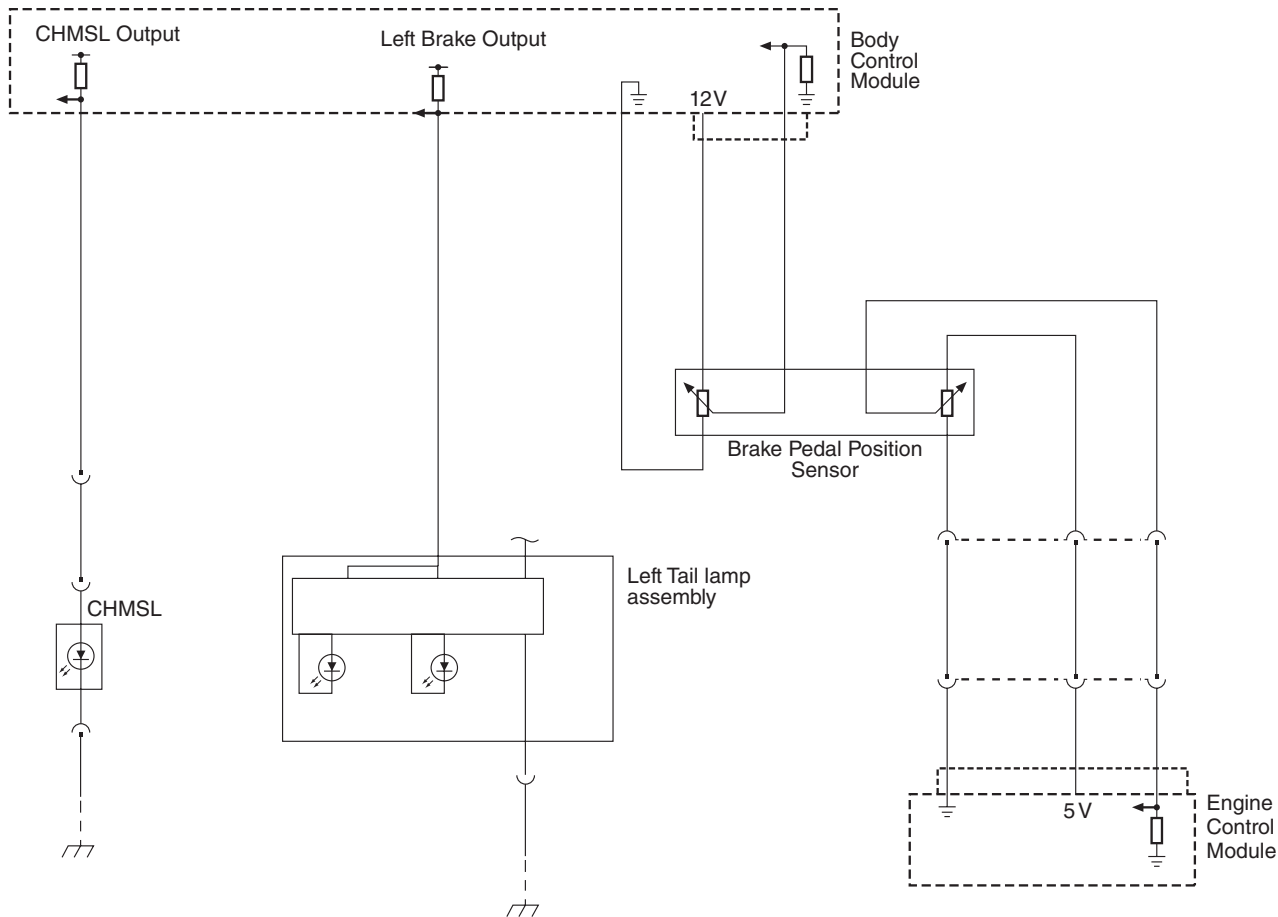 CHMSL Output
Left Brake Output
Body
Control
Module
12V
Brake Pedal Position
Sensor
Left Tail lamp
assembly
CHMSL
5 V
Engine
Control
Module